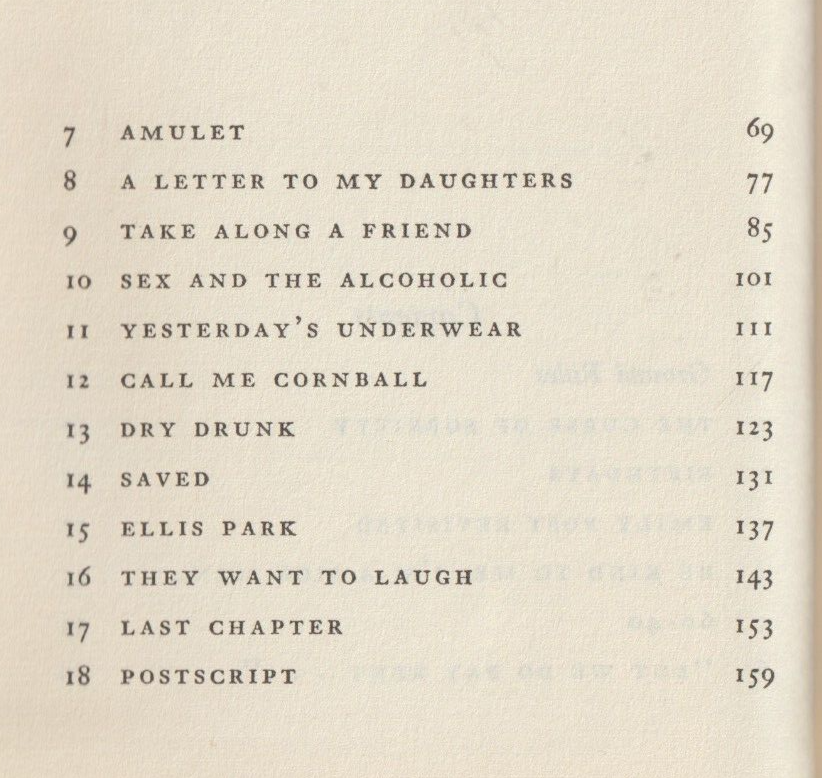 7 AMULET 69
8 A LETTER TO MY DAUGHTERS 77
9 TAKE ALONG A FRIEND 85
10 SEX AND THE ALCOHOLIC 101
11 YESTERDAY'S UNDERWEAR 111
12 CALL ME CORNBALL 117
13 DRY DRUNK 123
14 SAVED 131
15 ELLIS PARK 137
16 THEY WANT TO LAUGH 143
17 LAST CHAPTER 153
18 POSTSCRIPT 159